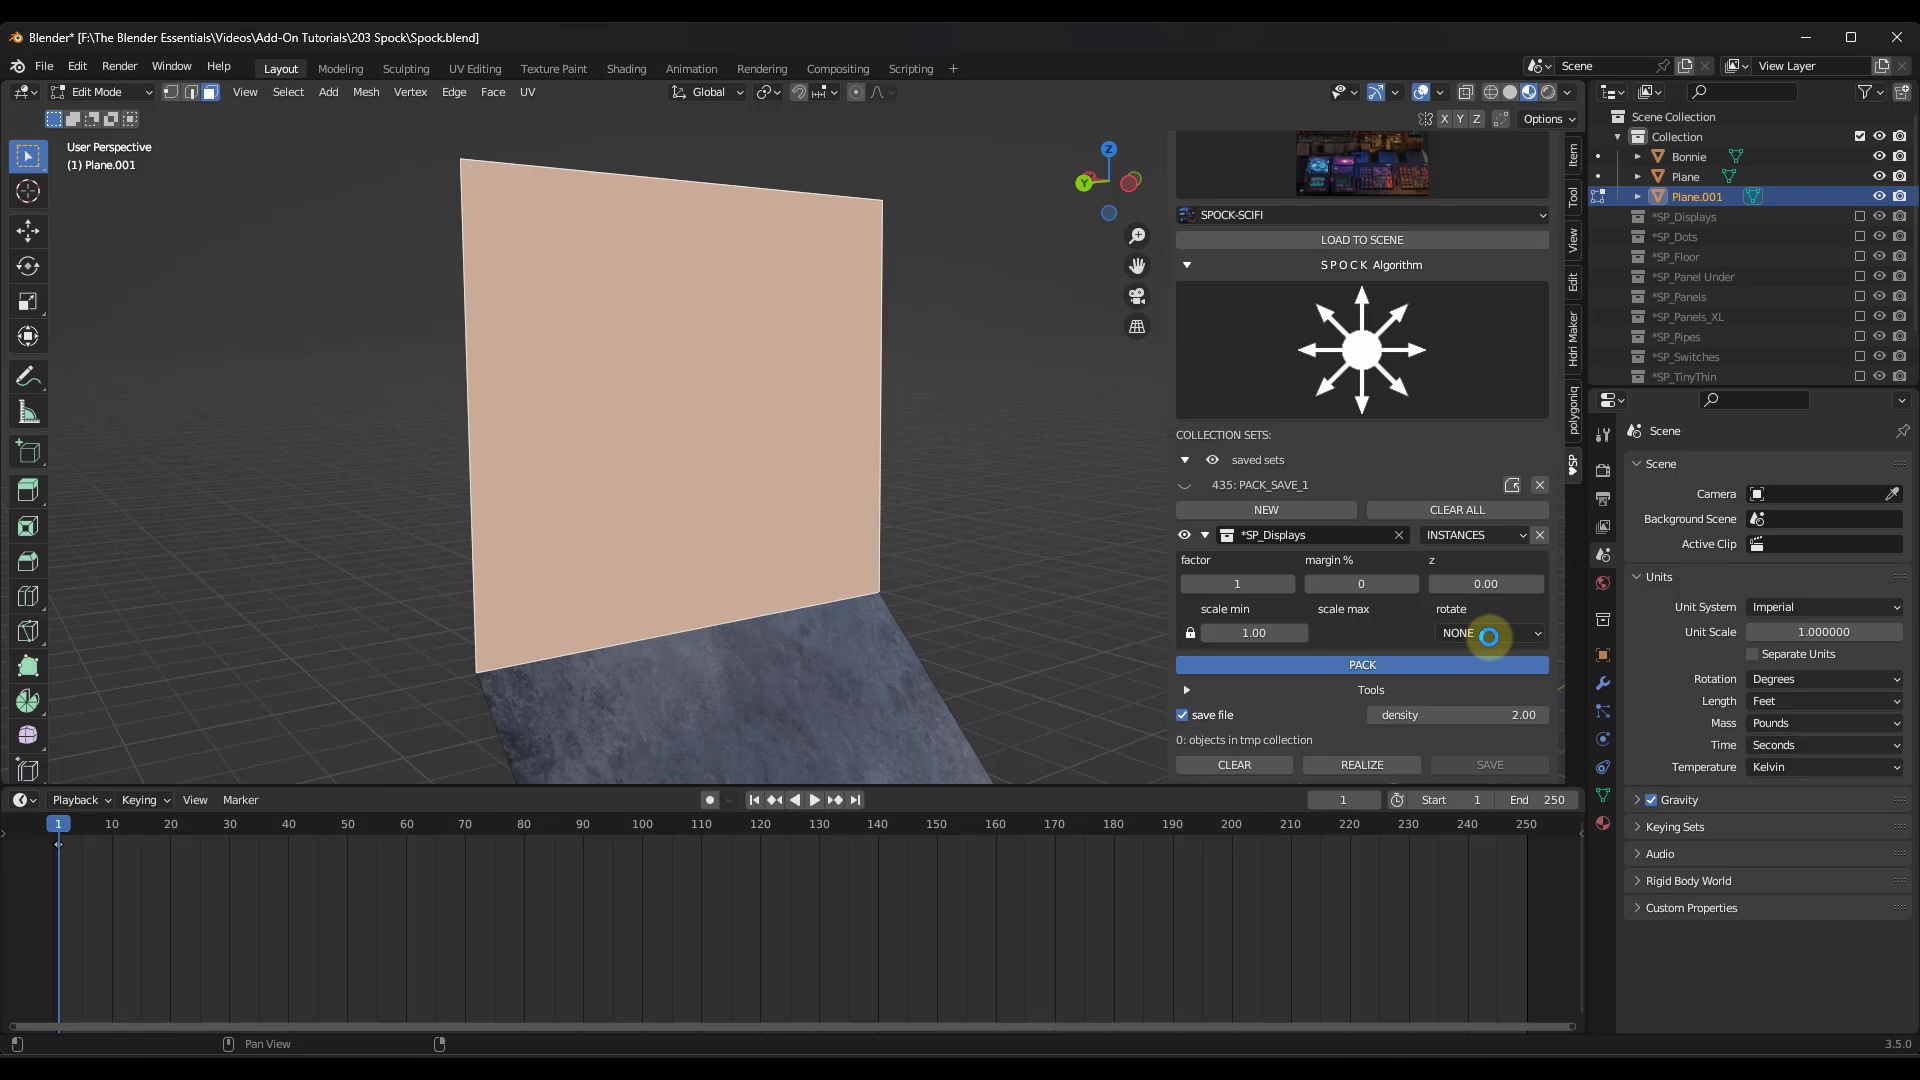 Blender* [F:\The Blender Essentials\Videos\Add-On Tutorials\203 Spock\Spock.blend]
File Edit Render Window Help Layout Modeling Sculpting UV Editing Texture Paint Shading Animation Rendering Compositing Scripting + Scene View Layer
Edit Mode View Select Add Mesh Vertex Edge Face UV Global
X Y Z Options
User Perspective
(1) Plane.001
Z
Y
Item
Tool
View
Edit
Hdri Maker
polygoniq
SP
SPOCK-SCIFI
LOAD TO SCENE
S P O C K Algorithm
COLLECTION SETS:
saved sets
435: PACK_SAVE_1
NEW CLEAR ALL
*SP_Displays INSTANCES
factor margin % z
1 0 0.00
scale min scale max rotate
1.00 NONE
PACK
Tools
save file density 2.00
0: objects in tmp collection
CLEAR REALIZE SAVE
Scene Collection
Collection
Bonnie
Plane
Plane.001
*SP_Displays
*SP_Dots
*SP_Floor
*SP_Panel Under
*SP_Panels
*SP_Panels_XL
*SP_Pipes
*SP_Switches
*SP_TinyThin
Scene
Scene
Camera
Background Scene
Active Clip
Units
Unit System Imperial
Unit Scale 1.000000
Separate Units
Rotation Degrees
Length Feet
Mass Pounds
Time Seconds
Temperature Kelvin
Gravity
Keying Sets
Audio
Rigid Body World
Custom Properties
Playback Keying View Marker 1 Start 1 End 250
1 10 20 30 40 50 60 70 80 90 100 110 120 130 140 150 160 170 180 190 200 210 220 230 240 250
Pan View 3.5.0